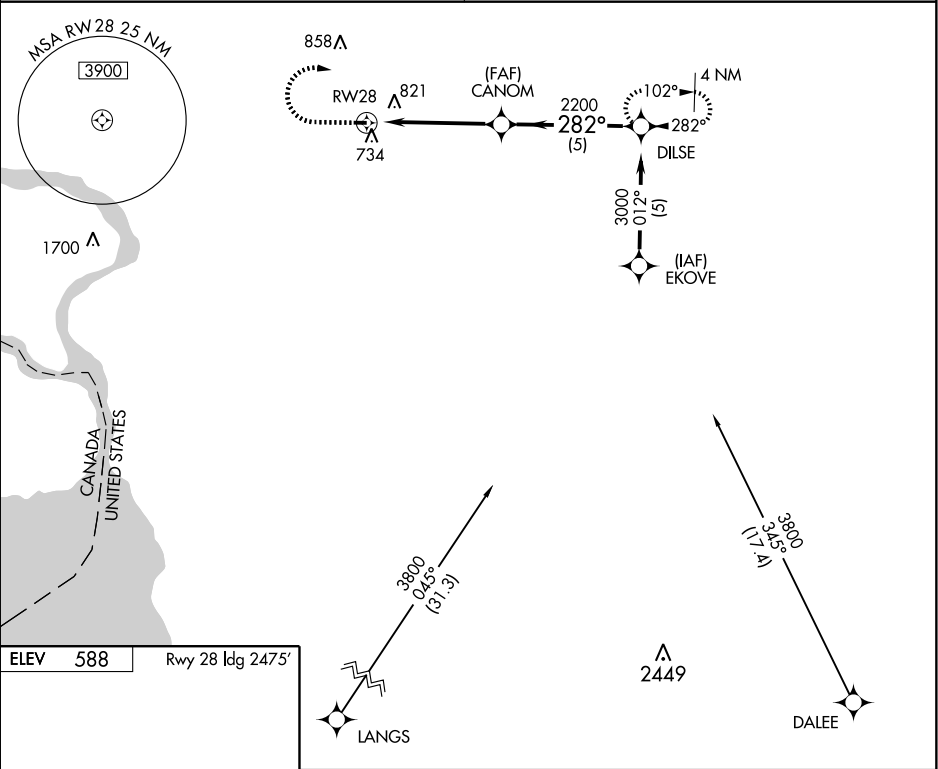 MSA RW 28 25 NM
3900
858
RW28
821
734
(FAF)
CANOM
2200
282°
(5)
102°
4 NM
282°
DILSE
3000
012°
(5)
(IAF)
EKOVE
1700
CANADA
UNITED STATES
3800
045°
(31.3)
3800
345°
(17.4)
2449
LANGS
DALEE
ELEV 588
Rwy 28 ldg 2475'